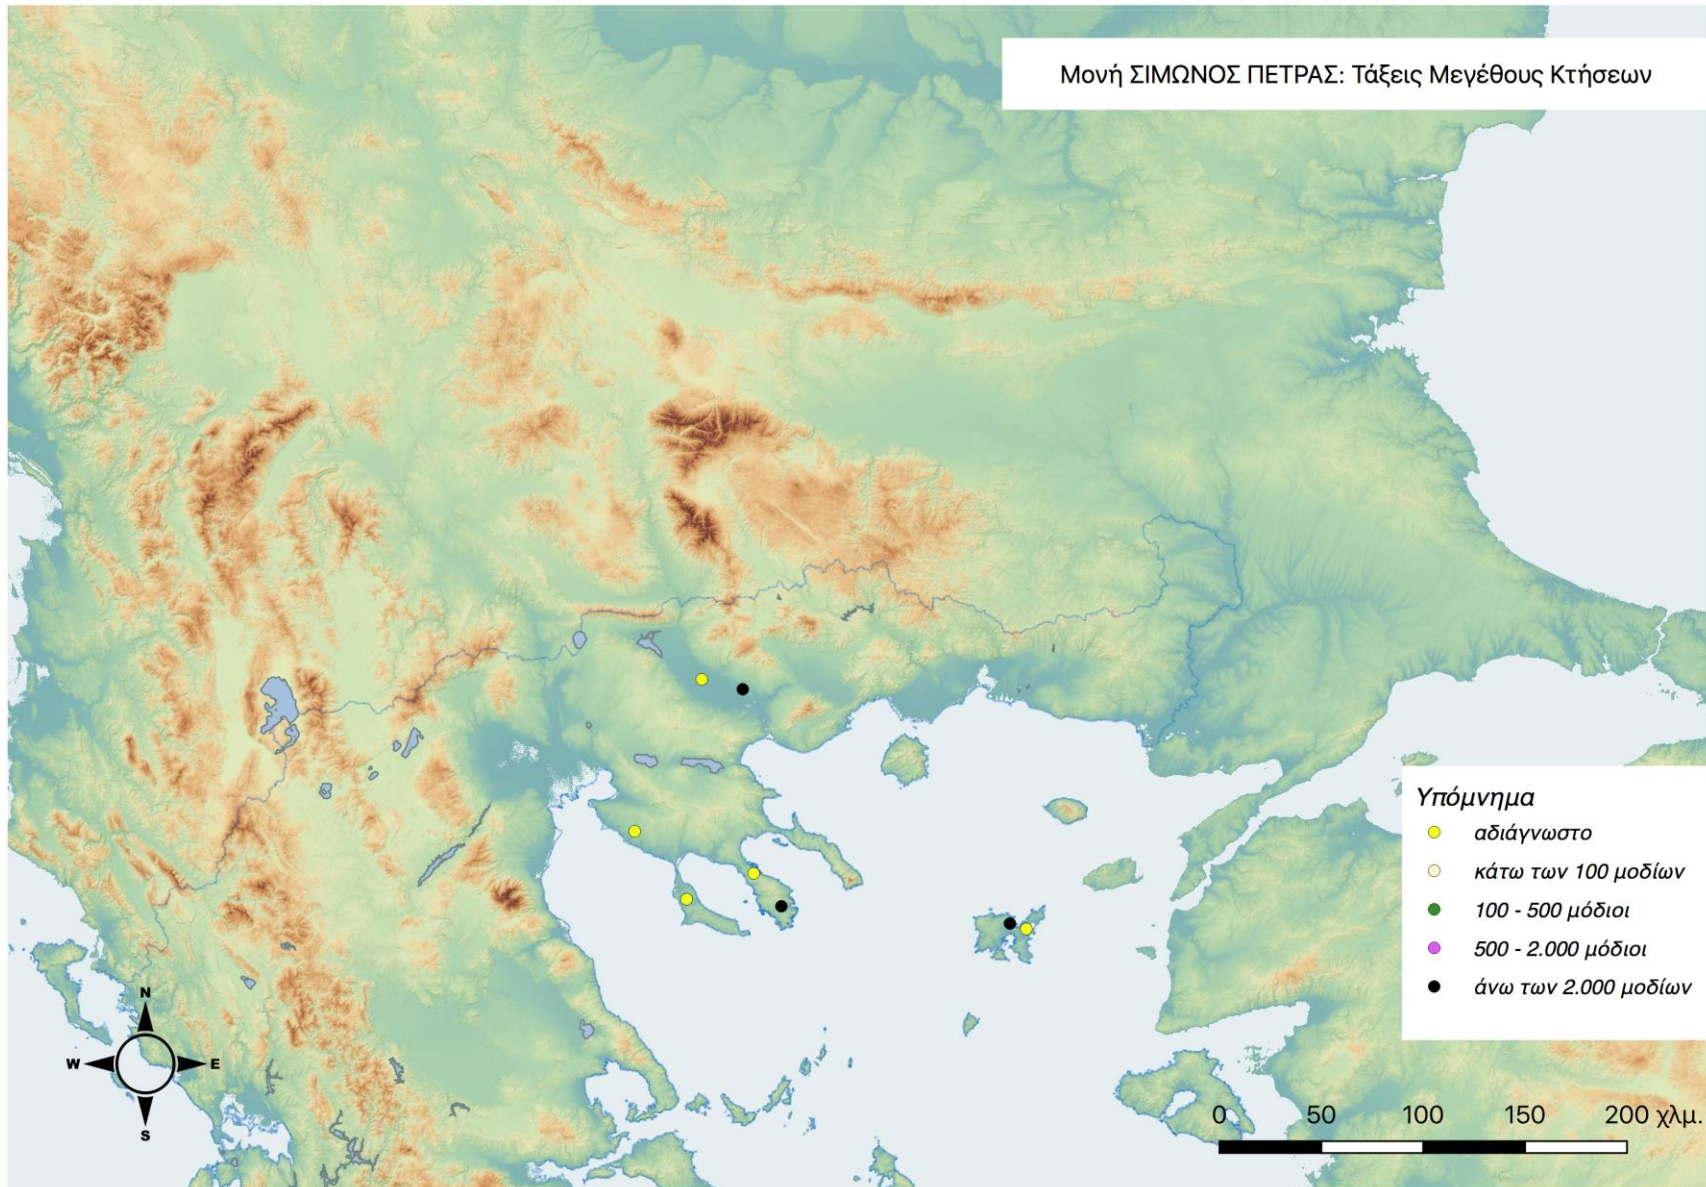 Μονή ΣΙΜΩΝΟΣ ΠΕΤΡΑΣ: Τάξεις Μεγέθους Κτήσεων
Υπόμνημα
αδιάγνωστο
κάτω των 100 μοδίων
100 - 500 μόδιοι
500 - 2.000 μόδιοι
άνω των 2.000 μοδίων
N
W E
S
0 50 100 150 200 χλμ.